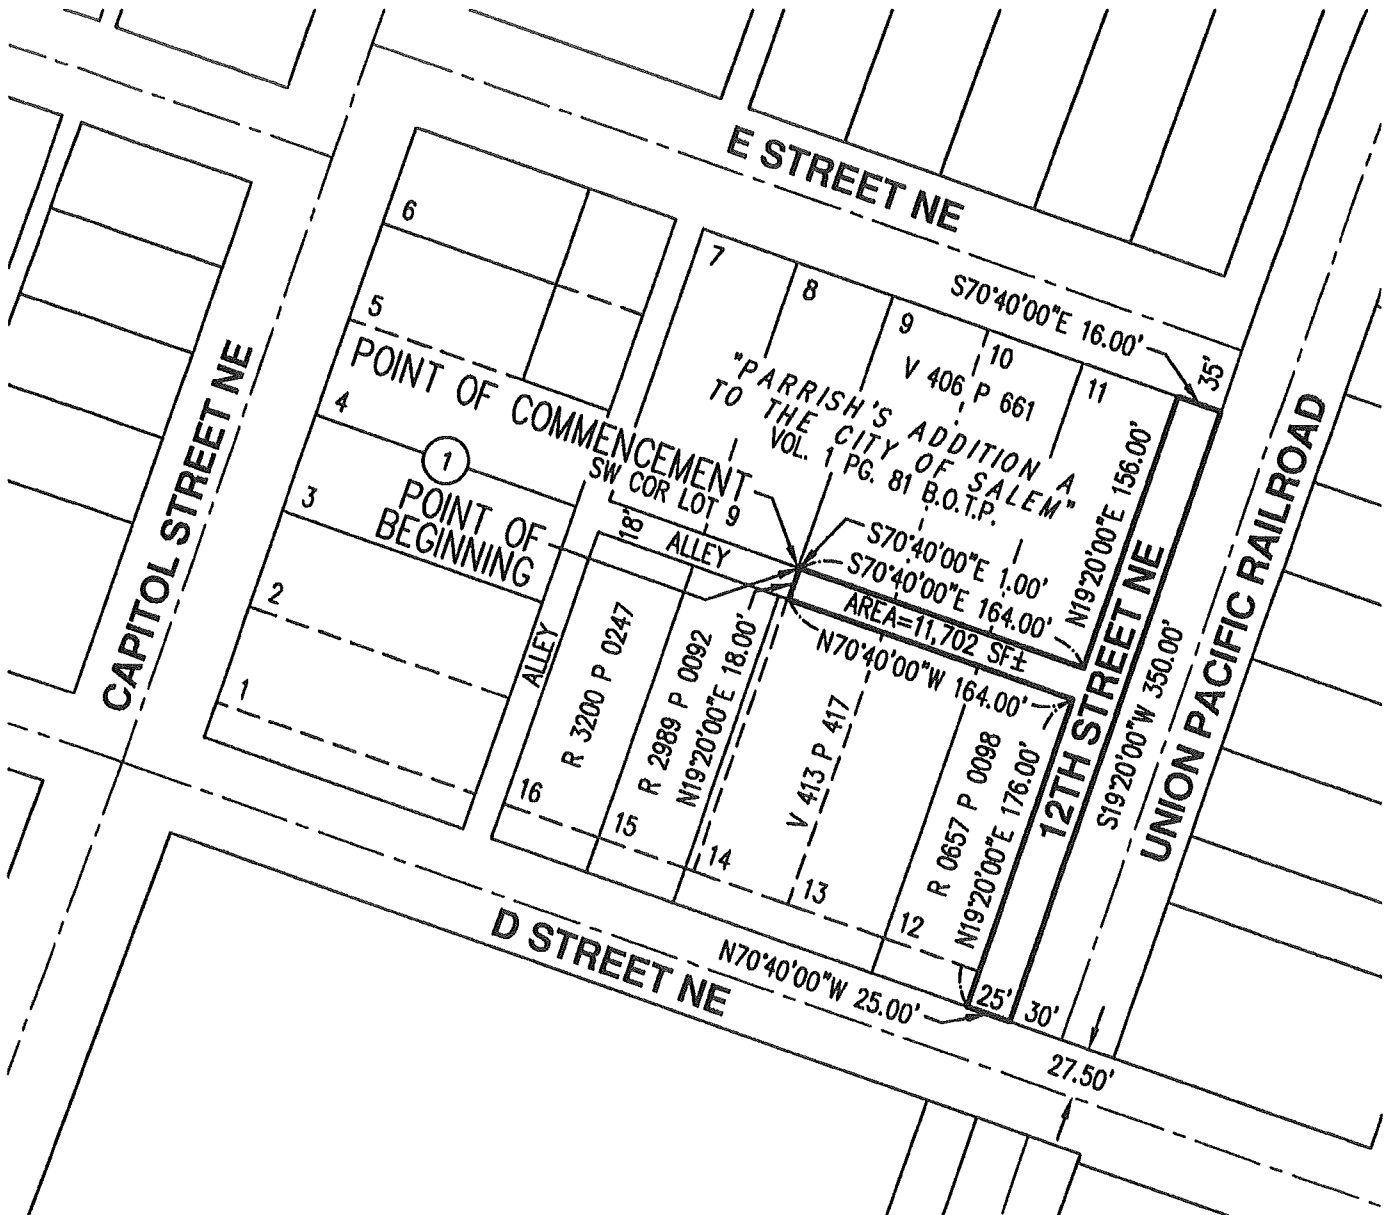 E STREET NE
6
5
4
3
2
1
1
7
8
9
10
11
S70°40'00"E 16.00'
35'
V 406 P 661
"PARRISH'S ADDITION A
TO THE CITY OF SALEM"
VOL. 1 PG. 81 B.O.T.P.
POINT OF COMMENCEMENT
SW COR LOT 9
POINT OF
BEGINNING
18'
ALLEY
ALLEY
S70°40'00"E 1.00'
S70°40'00"E 164.00'
AREA=11,702 SF±
N70°40'00"W 164.00'
N19°20'00"E 156.00'
12TH STREET NE
S19°20'00"W 350.00'
UNION PACIFIC RAILROAD
CAPITOL STREET NE
R 3200 P 0247
R 2989 P 0092
N19°20'00"E 18.00'
V 413 P 417
R 0657 P 0098
N19°20'00"E 176.00'
16
15
14
13
12
D STREET NE
N70°40'00"W 25.00'
25'
30'
27.50'